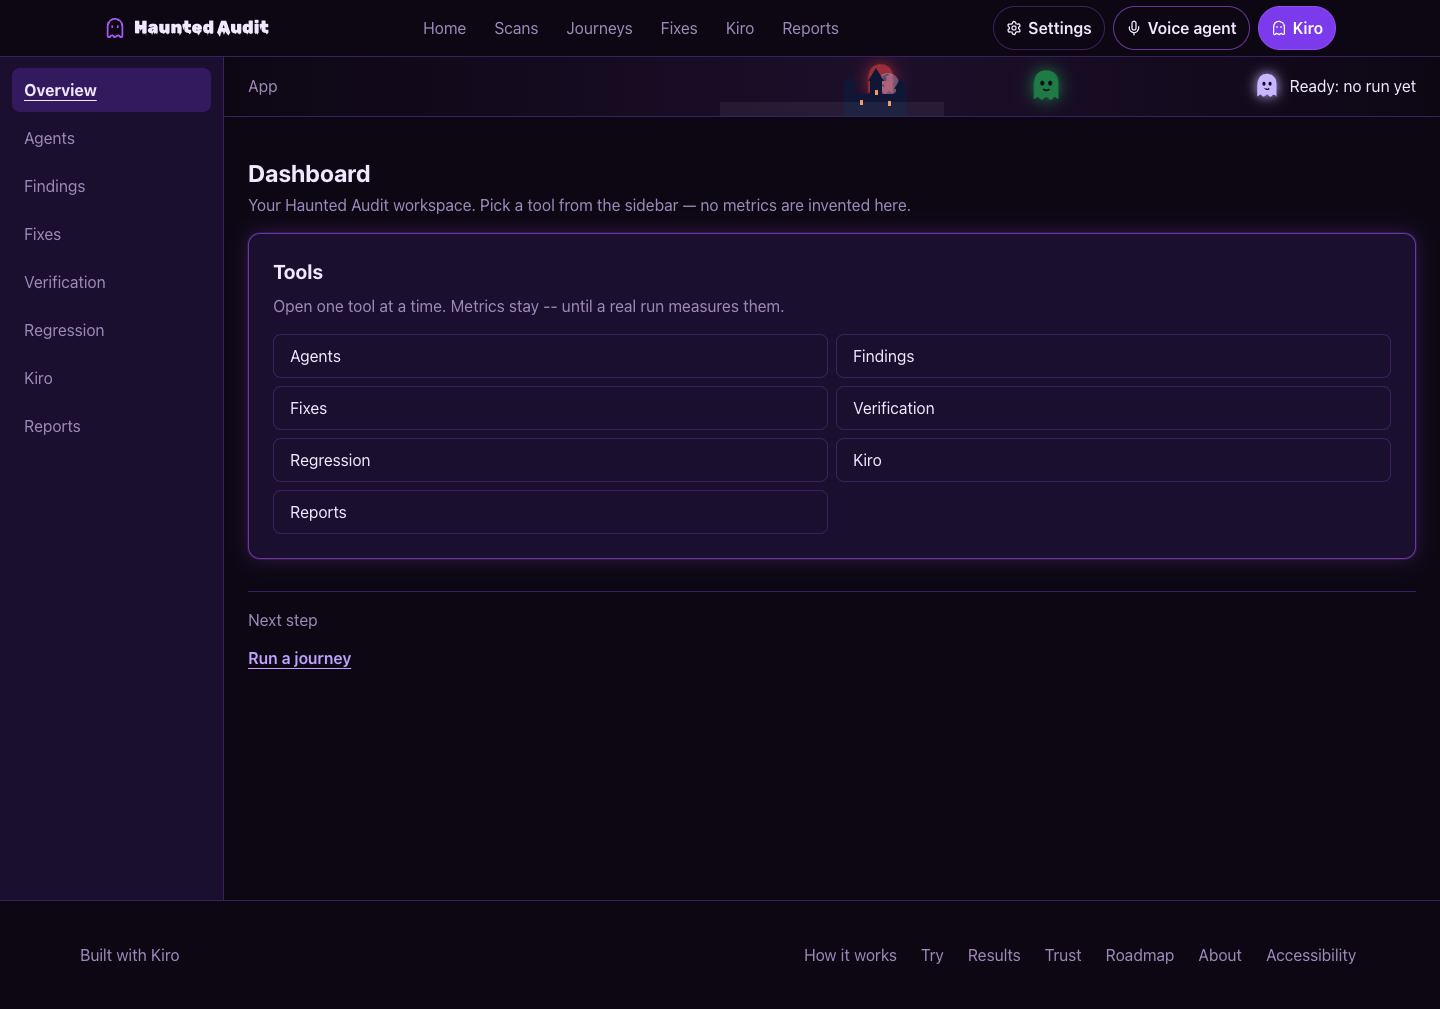 Haunted Audit
Home Scans Journeys Fixes Kiro Reports
Settings Voice agent Kiro
Overview
Agents
Findings
Fixes
Verification
Regression
Kiro
Reports
App
Ready: no run yet
Dashboard
Your Haunted Audit workspace. Pick a tool from the sidebar — no metrics are invented here.
Tools
Open one tool at a time. Metrics stay -- until a real run measures them.
Agents
Findings
Fixes
Verification
Regression
Kiro
Reports
Next step
Run a journey
Built with Kiro
How it works Try Results Trust Roadmap About Accessibility